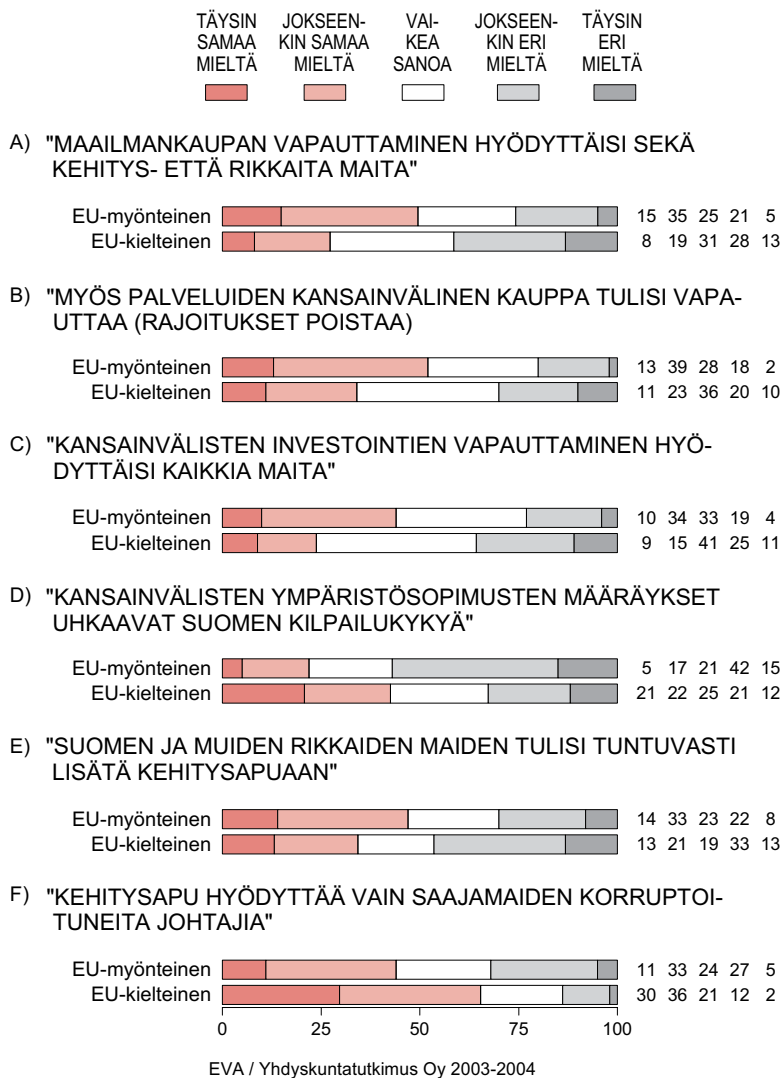 TÄYSIN SAMAA MIELTÄ
JOKSEEN-KIN SAMAA MIELTÄ
VAI-KEA SANOA
JOKSEEN-KIN ERI MIELTÄ
TÄYSIN ERI MIELTÄ
A) "MAAILMANKAUPAN VAPAUTTAMINEN HYÖDYTTÄISI SEKÄ
KEHITYS- ETTÄ RIKKAITA MAITA"
EU-myönteinen 15 35 25 21 5
EU-kielteinen 8 19 31 28 13
B) "MYÖS PALVELUIDEN KANSAINVÄLINEN KAUPPA TULISI VAPA-
UTTAA (RAJOITUKSET POISTAA)
EU-myönteinen 13 39 28 18 2
EU-kielteinen 11 23 36 20 10
C) "KANSAINVÄLISTEN INVESTOINTIEN VAPAUTTAMINEN HYÖ-
DYTTÄISI KAIKKIA MAITA"
EU-myönteinen 10 34 33 19 4
EU-kielteinen 9 15 41 25 11
D) "KANSAINVÄLISTEN YMPÄRISTÖSOPIMUSTEN MÄÄRÄYKSET
UHKAAVAT SUOMEN KILPAILUKYKYÄ"
EU-myönteinen 5 17 21 42 15
EU-kielteinen 21 22 25 21 12
E) "SUOMEN JA MUIDEN RIKKAIDEN MAIDEN TULISI TUNTUVASTI
LISÄTÄ KEHITYSAPUAAN"
EU-myönteinen 14 33 23 22 8
EU-kielteinen 13 21 19 33 13
F) "KEHITYSAPU HYÖDYTTÄÄ VAIN SAAJAMAIDEN KORRUPTOI-
TUNEITA JOHTAJIA"
EU-myönteinen 11 33 24 27 5
EU-kielteinen 30 36 21 12 2
0 25 50 75 100
EVA / Yhdyskuntatutkimus Oy 2003-2004